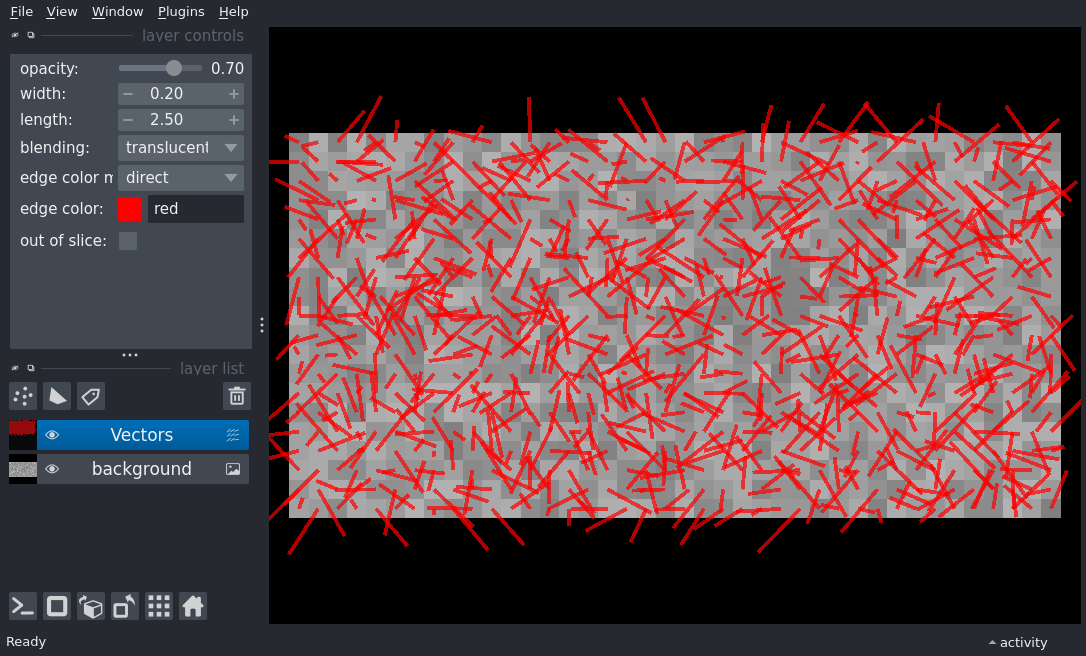 File View Window Plugins Help
layer controls
opacity: 0.70
width: 0.20
length: 2.50
blending: translucent
edge color m direct
edge color: red
out of slice:
layer list
Vectors
background
Ready
activity